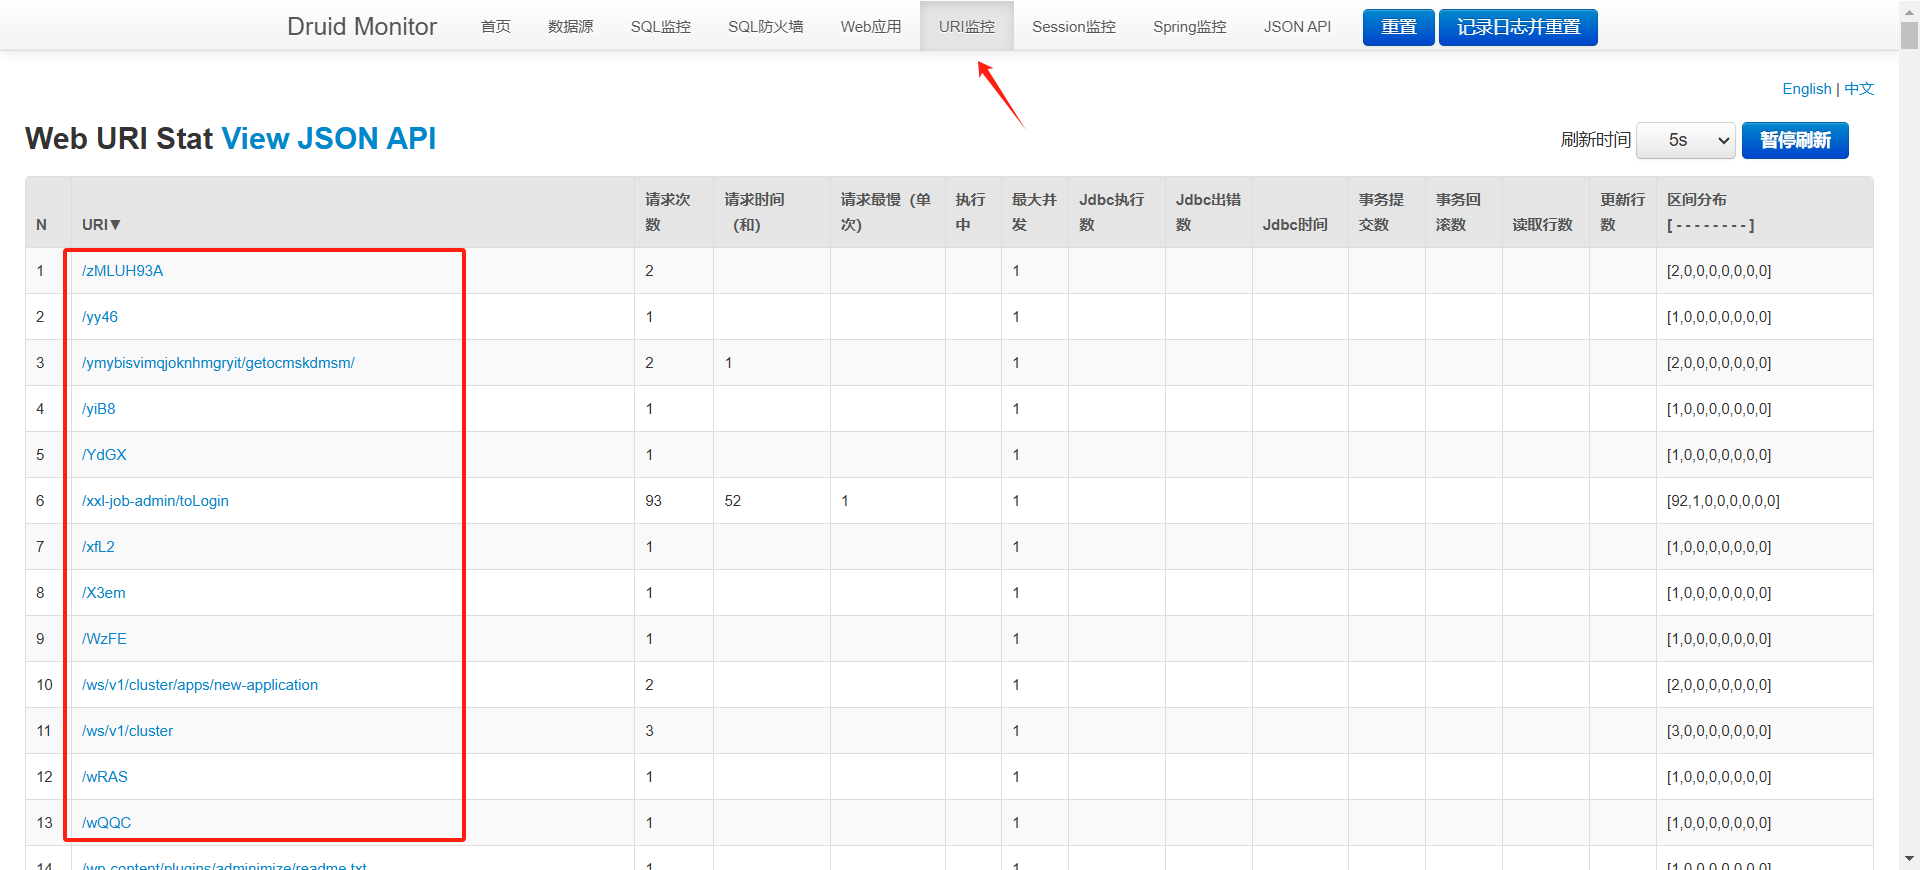 Druid Monitor 首页 数据源 SQL监控 SQL防火墙 Web应用 URI监控 Session监控 Spring监控 JSON API 重置 记录日志并重置
English | 中文
Web URI Stat View JSON API 刷新时间 5s 暂停刷新
N URI▼ 请求次数 请求时间（和） 请求最慢（单次） 执行中 最大并发 Jdbc执行数 Jdbc出错数 Jdbc时间 事务提交数 事务回滚数 读取行数 更新行数 区间分布 [ - - - - - - - - ]
1 /zMLUH93A 2 1 [2,0,0,0,0,0,0,0]
2 /yy46 1 1 [1,0,0,0,0,0,0,0]
3 /ymybisvimqjoknhmgryit/getocmskdmsm/ 2 1 1 [2,0,0,0,0,0,0,0]
4 /yiB8 1 1 [1,0,0,0,0,0,0,0]
5 /YdGX 1 1 [1,0,0,0,0,0,0,0]
6 /xxl-job-admin/toLogin 93 52 1 1 [92,1,0,0,0,0,0,0]
7 /xfL2 1 1 [1,0,0,0,0,0,0,0]
8 /X3em 1 1 [1,0,0,0,0,0,0,0]
9 /WzFE 1 1 [1,0,0,0,0,0,0,0]
10 /ws/v1/cluster/apps/new-application 2 1 [2,0,0,0,0,0,0,0]
11 /ws/v1/cluster 3 1 [3,0,0,0,0,0,0,0]
12 /wRAS 1 1 [1,0,0,0,0,0,0,0]
13 /wQQC 1 1 [1,0,0,0,0,0,0,0]
14 /wp-content/plugins/adminimize/readme.txt 1 1 [1,0,0,0,0,0,0,0]